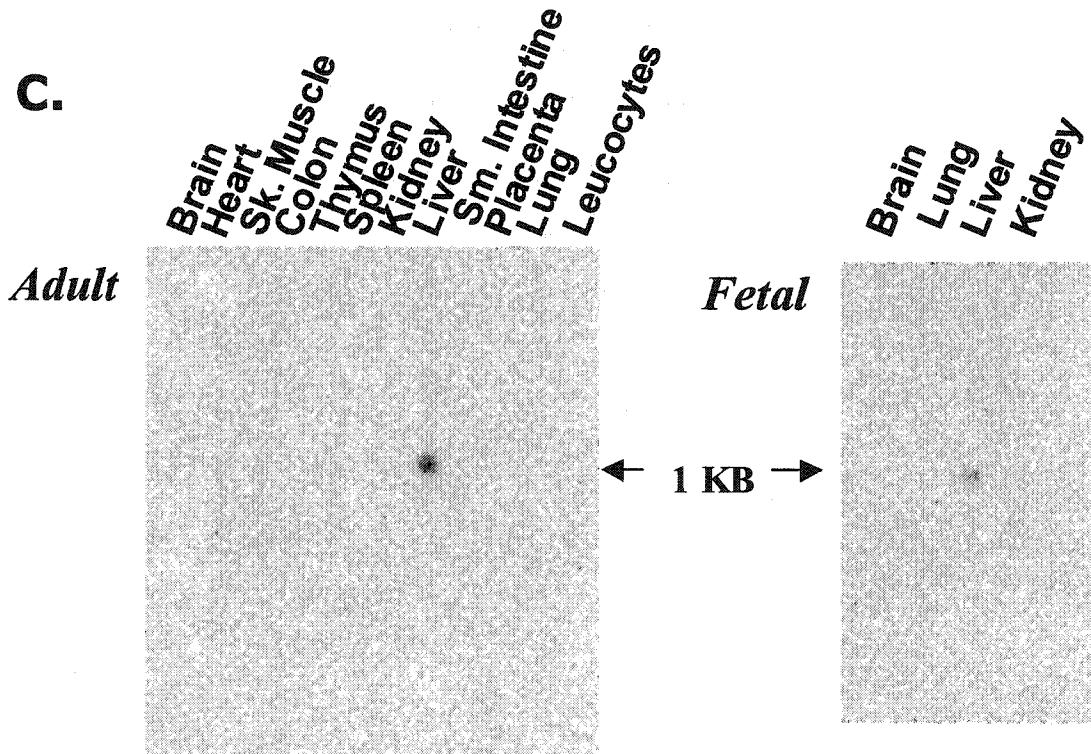 C.
Brain
Heart
Sk. Muscle
Colon
Thymus
Spleen
Kidney
Liver
Sm. Intestine
Placenta
Lung
Leucocytes
Brain
Lung
Liver
Kidney
Adult
Fetal
1 KB